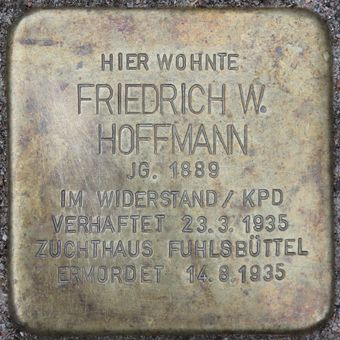 HIER WOHNTE
FRIEDRICH W.
HOFFMANN
JG. 1889
IM WIDERSTAND / KPD
VERHAFTET 23.3.1935
ZUCHTHAUS FUHLSBÜTTEL
ERMORDET 14.8.1935